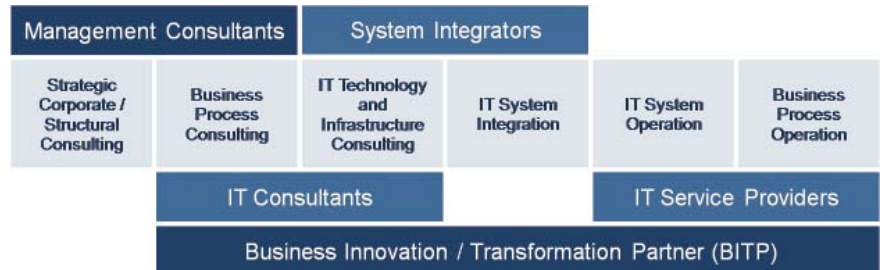 Management Consultants
System Integrators
Strategic
Corporate /
Structural
Consulting
Business
Process
Consulting
IT Technology
and
Infrastructure
Consulting
IT System
Integration
IT System
Operation
Business
Process
Operation
IT Consultants
IT Service Providers
Business Innovation / Transformation Partner (BITP)